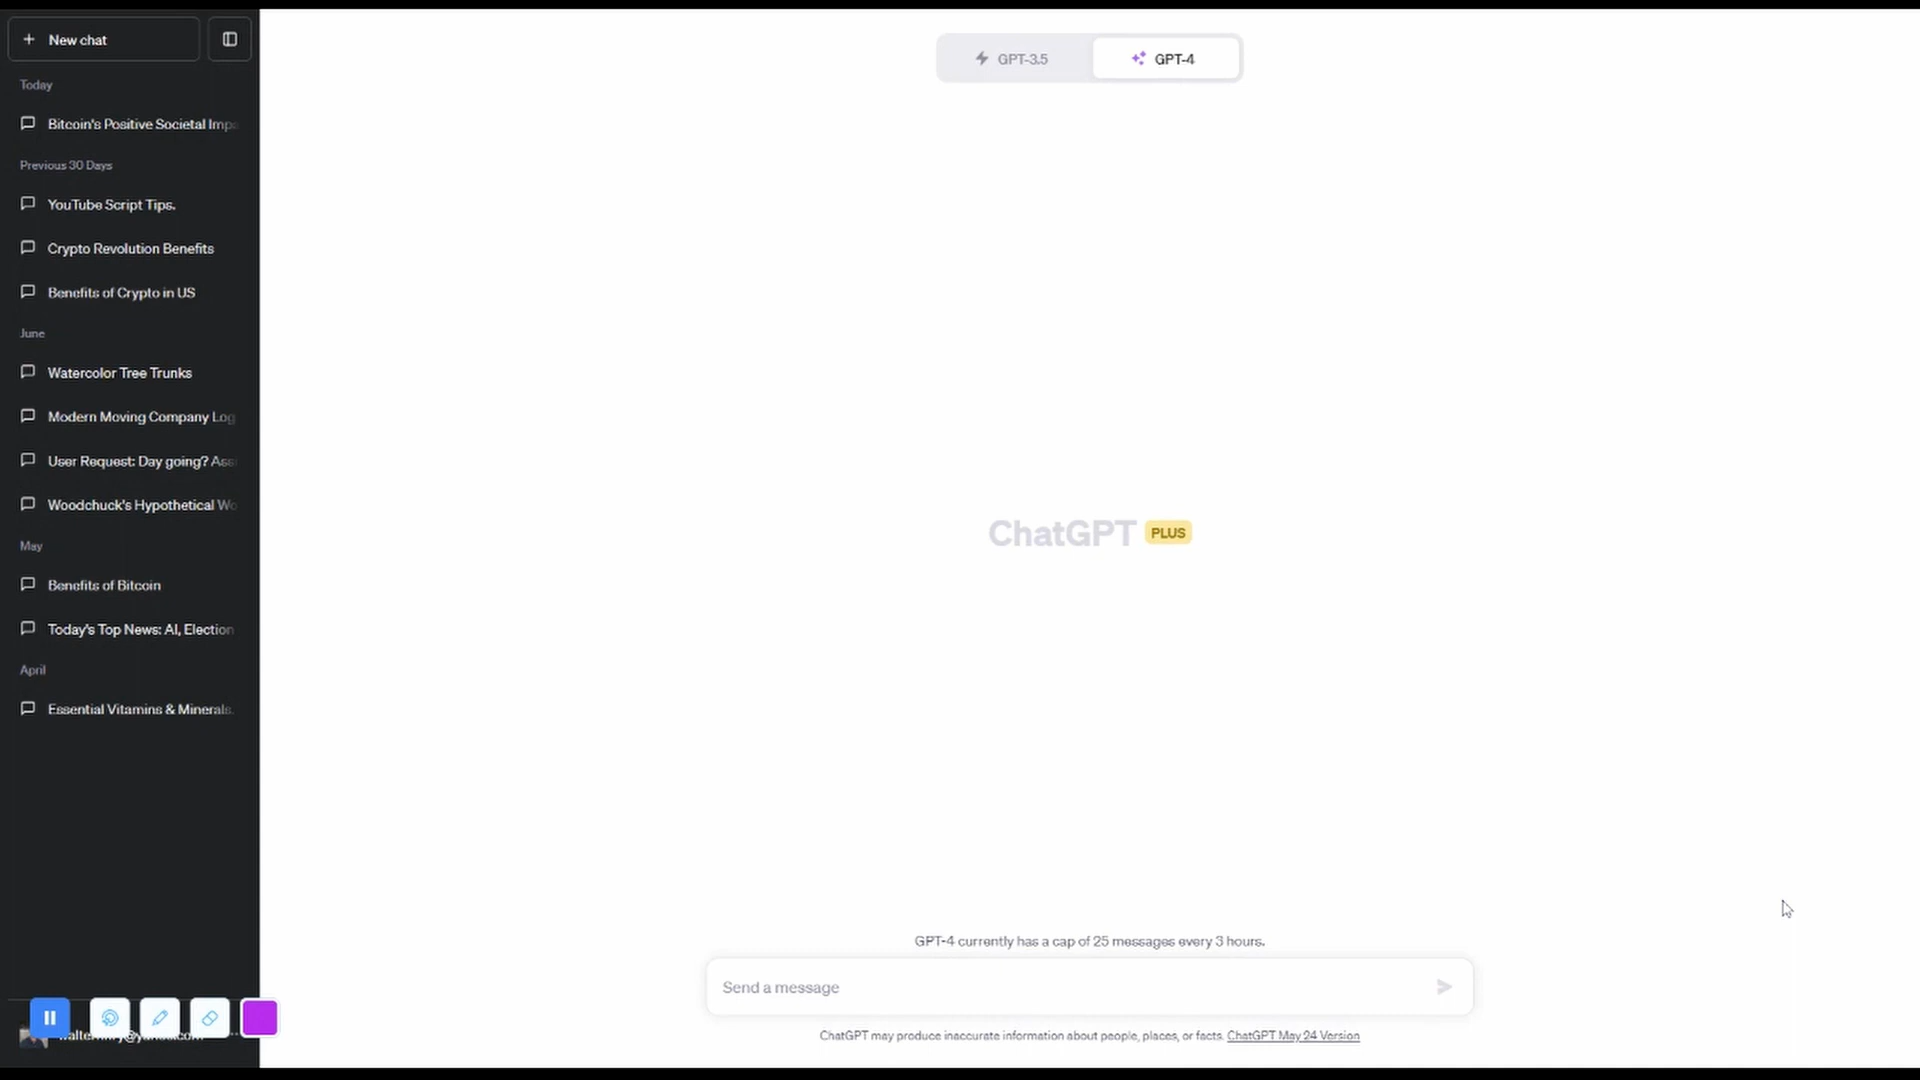 New chat
GPT-3.5
GPT-4
Today
Bitcoin's Positive Societal
Previous 30 Days
YouTube Script Tips.
Crypto Revolution Benefits
Benefits of Crypto in US
June
Watercolor Tree Trunks
Modern Moving Company Log
User Request: Day going?
Woodchuck's Hypothetical Wo
ChatGPT PLUS
May
Benefits of Bitcoin
Today's Top News: AI, Election
April
Essential Vitamins & Minerals.
GPT-4 currently has a cap of 25 messages every 3 hours.
Send a message
ChatGPT may produce inaccurate information about people, places, or facts. ChatGPT May 24 Version